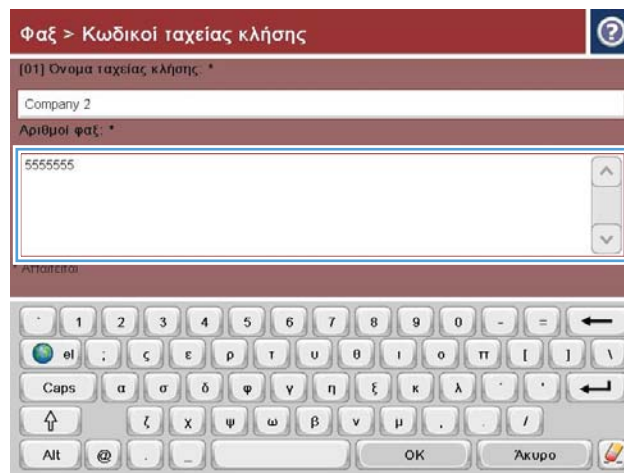 Φαξ > Κωδικοί ταχείας κλήσης ?
[01] Όνομα ταχείας κλήσης: *
Company 2
Αριθμοί φαξ: *
5555555
* Απαιτείται
` 1 2 3 4 5 6 7 8 9 0 - =
el ; ς ε ρ τ υ θ ι ο π [ ] \
Caps α σ δ φ γ η ξ κ λ ΄ '
ζ χ ψ ω β ν μ , . /
Alt @ . _ OK Άκυρο